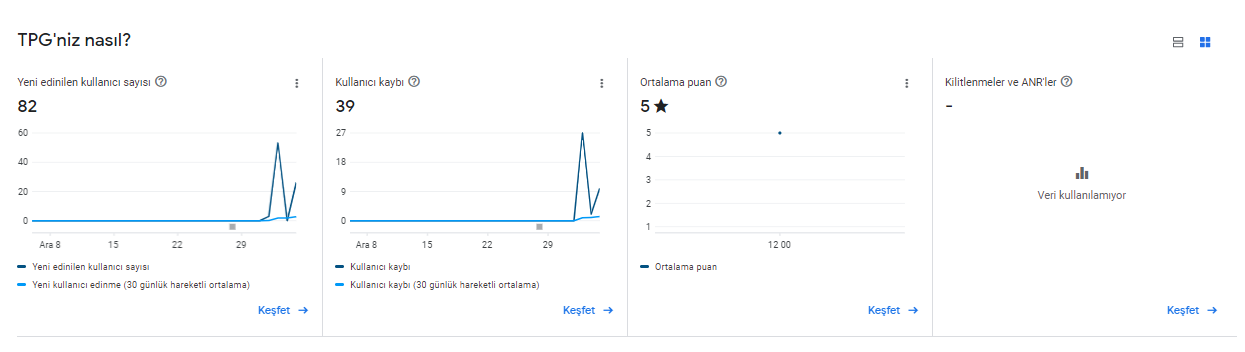 TPG'niz nasıl?
Yeni edinilen kullanıcı sayısı
82
60
40
20
0
Ara 8
15
22
29
Yeni edinilen kullanıcı sayısı
Yeni kullanıcı edinme (30 günlük hareketli ortalama)
Keşfet
Kullanıcı kaybı
39
27
18
9
0
Ara 8
15
22
29
Kullanıcı kaybı
Kullanıcı kaybı (30 günlük hareketli ortalama)
Keşfet
Ortalama puan
5 ★
5
4
3
2
1
12 00
Ortalama puan
Keşfet
Kilitlenmeler ve ANR'ler
-
Veri kullanılamıyor
Keşfet